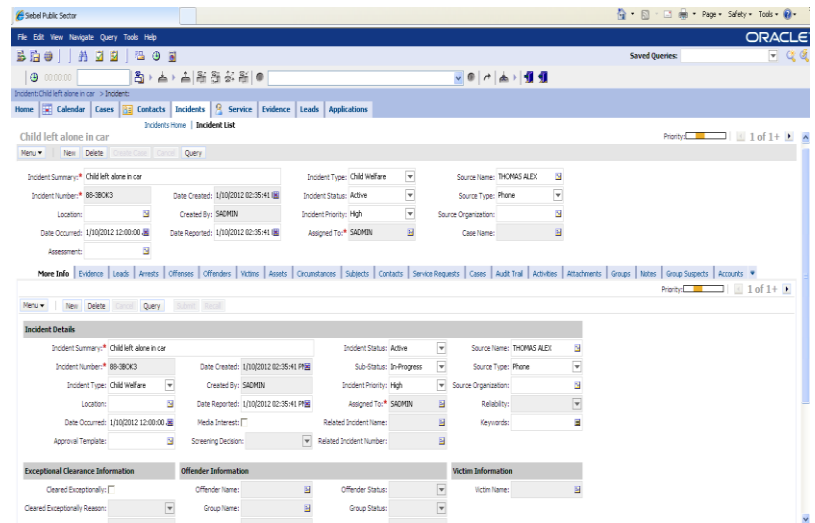 Siebel Public Sector
Page Safety Tools
File Edit View Navigate Query Tools Help
ORACLE
Saved Queries:
00:00:00
Incident:Child left alone in car > Incident:
Home Calendar Cases Contacts Incidents Service Evidence Leads Applications
Incidents Home Incident List
Child left alone in car
Priority: 1 of 1+
Menu New Delete Create Case Cancel Query
Incident Summary:* Child left alone in car Incident Type: Child Welfare Source Name: THOMAS ALEX
Incident Number:* 88-3BOK3 Date Created: 1/10/2012 02:35:41 Incident Status: Active Source Type: Phone
Location: Created By: SADMIN Incident Priority: High Source Organization:
Date Occurred: 1/10/2012 12:00:00 Date Reported: 1/10/2012 02:35:41 Assigned To:* SADMIN Case Name:
Assessment:
More Info Evidence Leads Arrests Offenses Offenders Victims Assets Circumstances Subjects Contacts Service Requests Cases Audit Trail Activities Attachments Groups Notes Group Suspects Accounts
Priority: 1 of 1+
Menu New Delete Cancel Query Submit Recall
Incident Details
Incident Summary:* Child left alone in car Incident Status: Active Source Name: THOMAS ALEX
Incident Number:* 88-3BOK3 Date Created: 1/10/2012 02:35:41 PM Sub-Status: In-Progress Source Type: Phone
Incident Type: Child Welfare Created By: SADMIN Incident Priority: High Source Organization:
Location: Date Reported: 1/10/2012 02:35:41 PM Assigned To:* SADMIN Reliability:
Date Occurred: 1/10/2012 12:00:00 Media Interest: Related Incident Name: Keywords:
Approval Template: Screening Decision: Related Incident Number:
Exceptional Clearance Information Offender Information Victim Information
Cleared Exceptionally: Offender Name: Offender Status: Victim Name:
Cleared Exceptionally Reason: Group Name: Group Status: